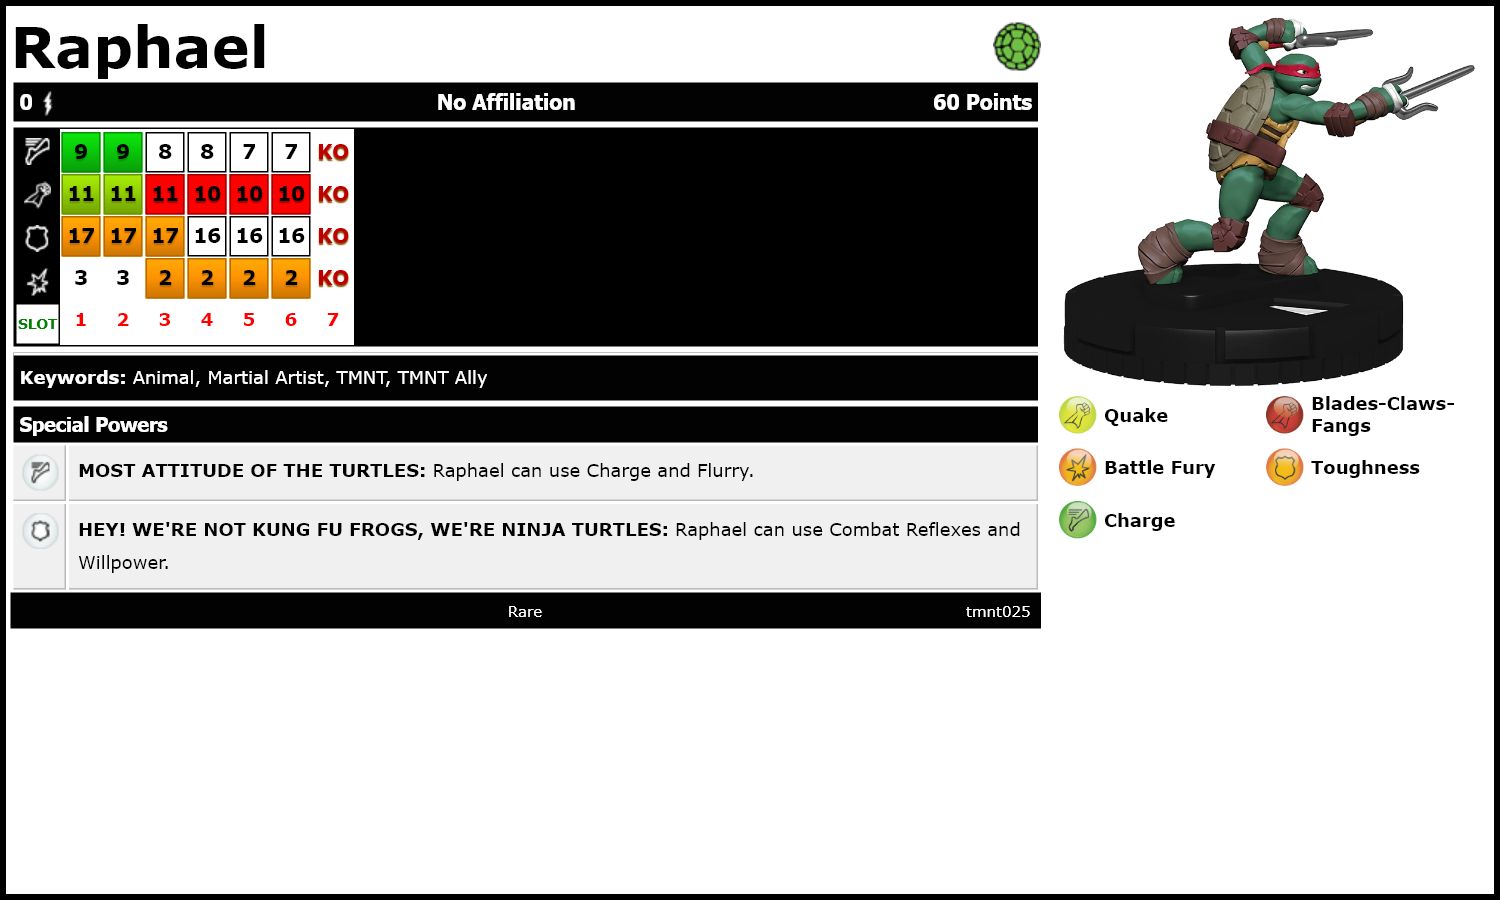 Raphael
0 No Affiliation 60 Points
9 9 8 8 7 7 KO
11 11 11 10 10 10 KO
17 17 17 16 16 16 KO
3 3 2 2 2 2 KO
SLOT 1 2 3 4 5 6 7
Keywords: Animal, Martial Artist, TMNT, TMNT Ally
Special Powers
MOST ATTITUDE OF THE TURTLES: Raphael can use Charge and Flurry.
HEY! WE'RE NOT KUNG FU FROGS, WE'RE NINJA TURTLES: Raphael can use Combat Reflexes and
Willpower.
Rare tmnt025
Quake
Blades-Claws-
Fangs
Battle Fury
Toughness
Charge